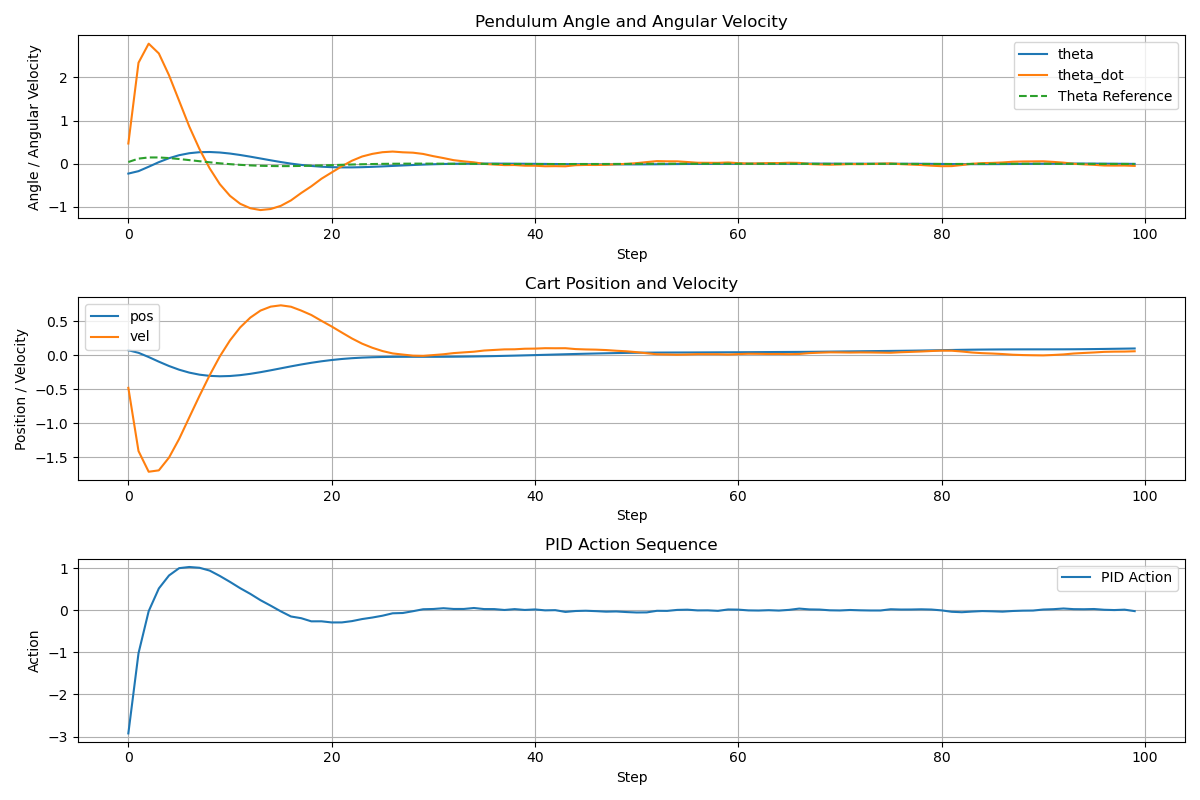 Pendulum Angle and Angular Velocity
Angle / Angular Velocity
2
1
0
−1
theta
theta_dot
Theta Reference
0 20 40 60 80 100
Step
Cart Position and Velocity
Position / Velocity
0.5
0.0
−0.5
−1.0
−1.5
pos
vel
0 20 40 60 80 100
Step
PID Action Sequence
Action
1
0
−1
−2
−3
PID Action
0 20 40 60 80 100
Step